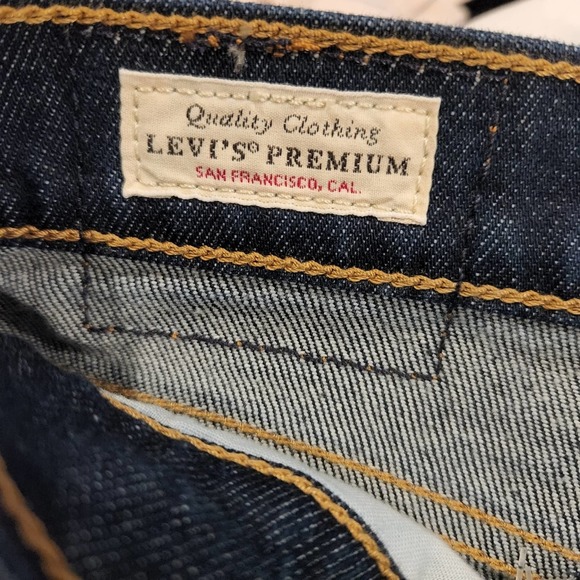 Quality Clothing
LEVI'S® PREMIUM
SAN FRANCISCO, CAL.